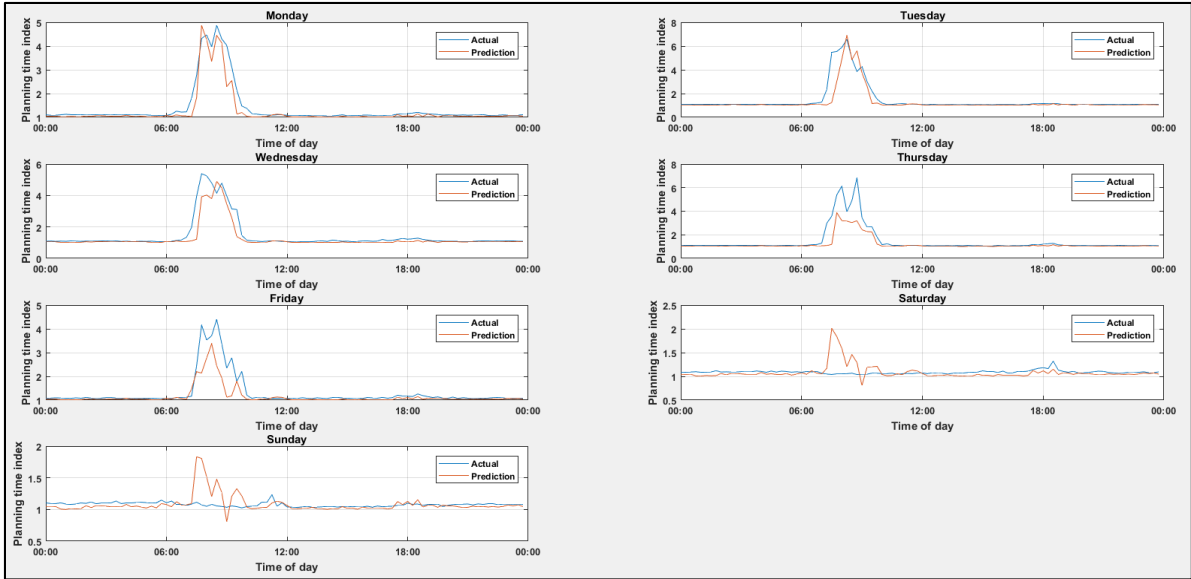 Monday
Planning time index
5
4
3
2
1
Actual
Prediction
00:00 06:00 12:00 18:00 00:00
Time of day
Tuesday
Planning time index
8
6
4
2
0
Actual
Prediction
00:00 06:00 12:00 18:00 00:00
Time of day
Wednesday
Planning time index
6
4
2
0
Actual
Prediction
00:00 06:00 12:00 18:00 00:00
Time of day
Thursday
Planning time index
8
6
4
2
0
Actual
Prediction
00:00 06:00 12:00 18:00 00:00
Time of day
Friday
Planning time index
5
4
3
2
1
Actual
Prediction
00:00 06:00 12:00 18:00 00:00
Time of day
Saturday
Planning time index
2.5
2
1.5
1
0.5
Actual
Prediction
00:00 06:00 12:00 18:00 00:00
Time of day
Sunday
Planning time index
2
1.5
1
0.5
Actual
Prediction
00:00 06:00 12:00 18:00 00:00
Time of day